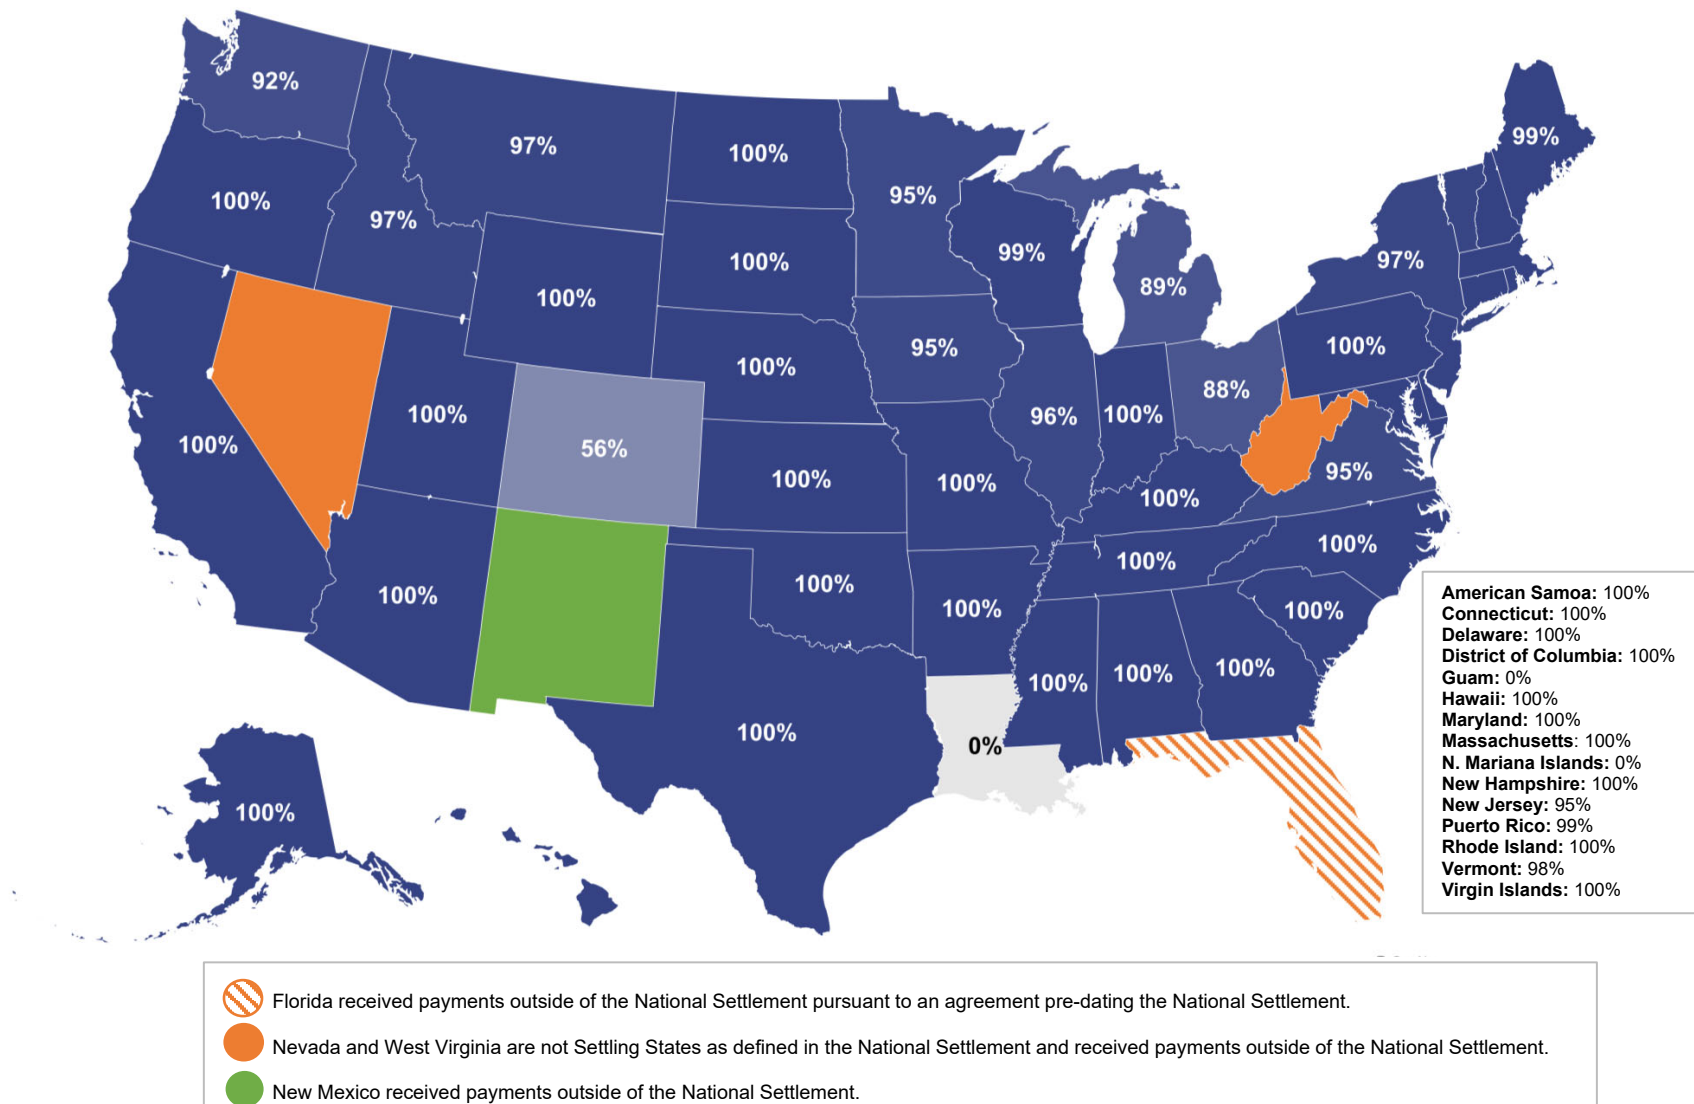 92%
97%
100%
99%
100%
95%
97%
100%
99%
97%
100%
89%
100%
100%
95%
100%
100%
88%
100%
56%
96%
100%
100%
100%
100%
95%
100%
100%
100%
100%
100%
100%
100%
100%
100%
100%
100%
100%
0%
100%
American Samoa: 100%
Connecticut: 100%
Delaware: 100%
District of Columbia: 100%
Guam: 0%
Hawaii: 100%
Maryland: 100%
Massachusetts: 100%
N. Mariana Islands: 0%
New Hampshire: 100%
New Jersey: 95%
Puerto Rico: 99%
Rhode Island: 100%
Vermont: 98%
Virgin Islands: 100%
Florida received payments outside of the National Settlement pursuant to an agreement pre-dating the National Settlement.
Nevada and West Virginia are not Settling States as defined in the National Settlement and received payments outside of the National Settlement.
New Mexico received payments outside of the National Settlement.